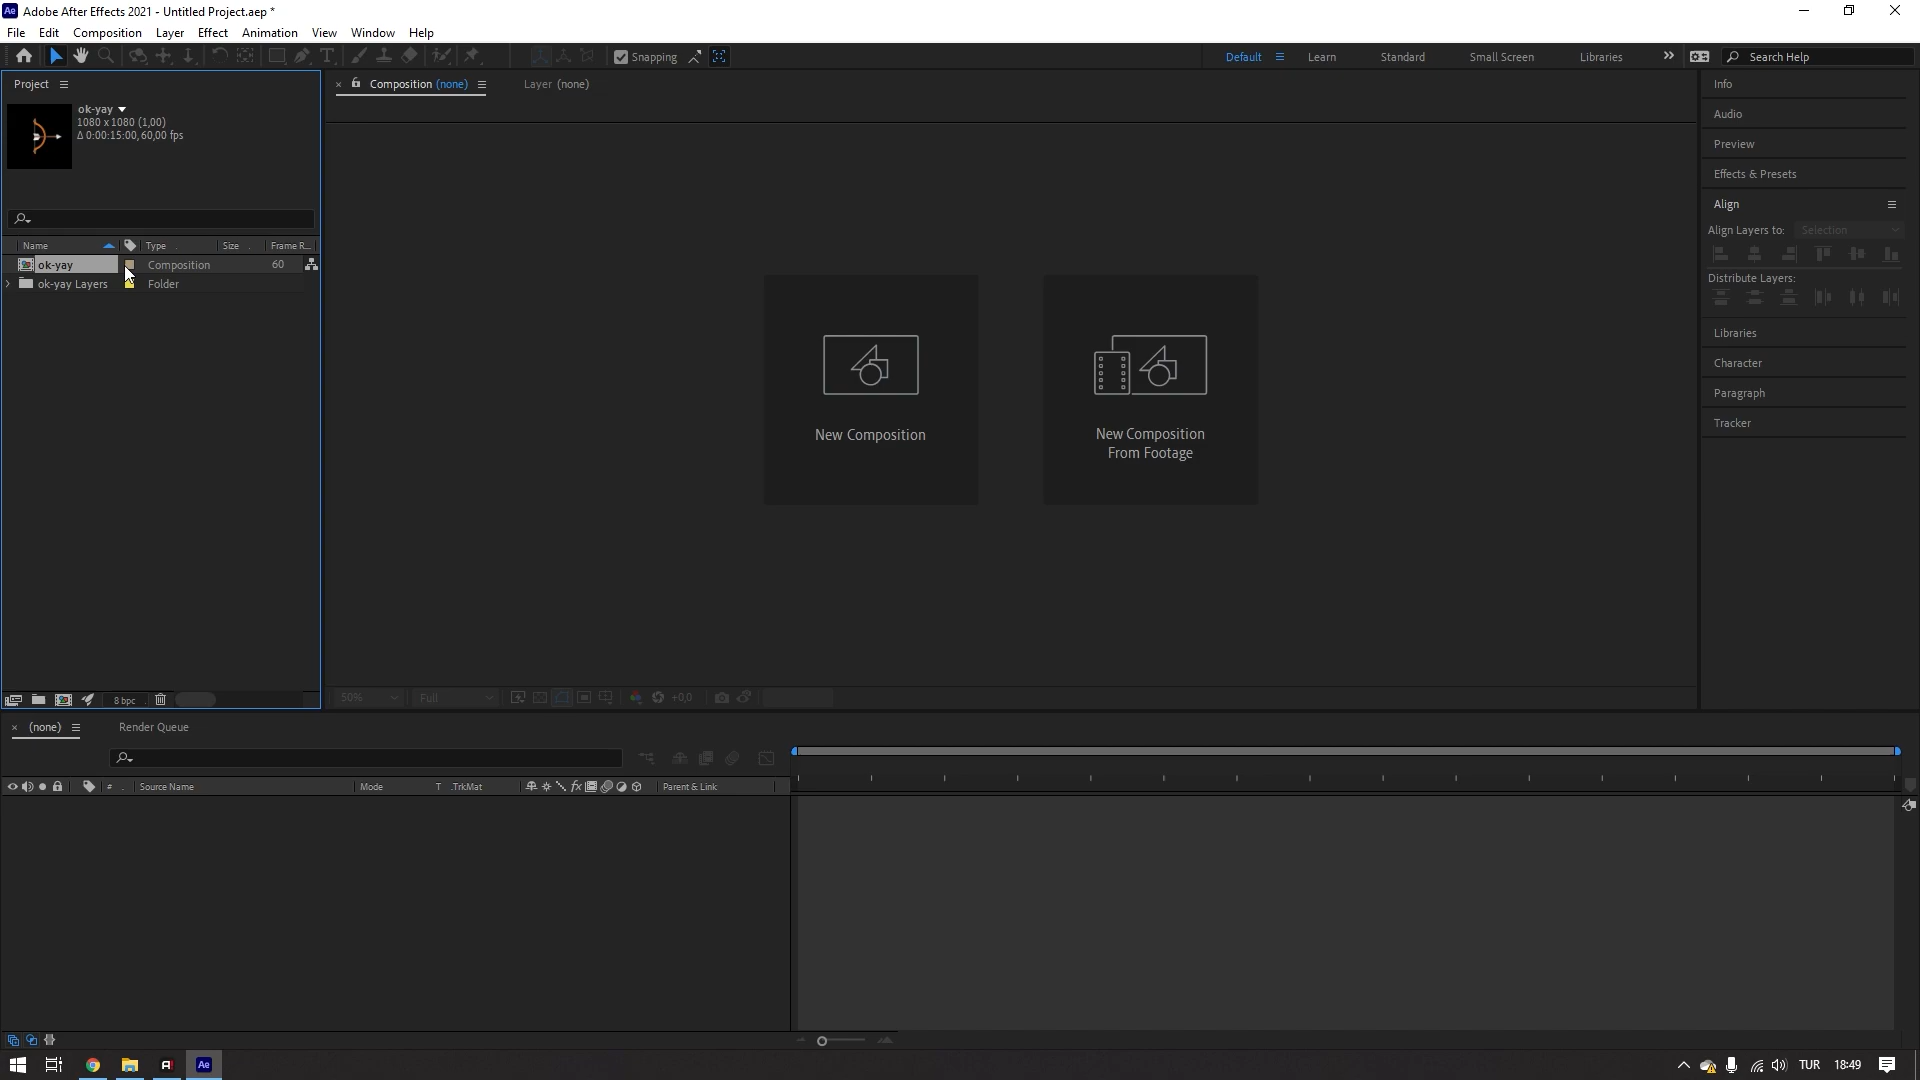 Ae Adobe After Effects 2021 - Untitled Project.aep *
File Edit Composition Layer Effect Animation View Window Help
Snapping Default Learn Standard Small Screen Libraries Search Help
Project
Composition (none) Layer (none)
ok-yay
1080 x 1080 (1,00)
Δ 0:00:15:00, 60,00 fps
Name Type Size Frame R...
ok-yay Composition 60
ok-yay Layers Folder
8 bpc
New Composition
New Composition
From Footage
50% Full +0,0
Info
Audio
Preview
Effects & Presets
Align
Align Layers to: Selection
Distribute Layers:
Libraries
Character
Paragraph
Tracker
(none) Render Queue
# Source Name Mode T .TrkMat fx Parent & Link
Ae TUR 18:49